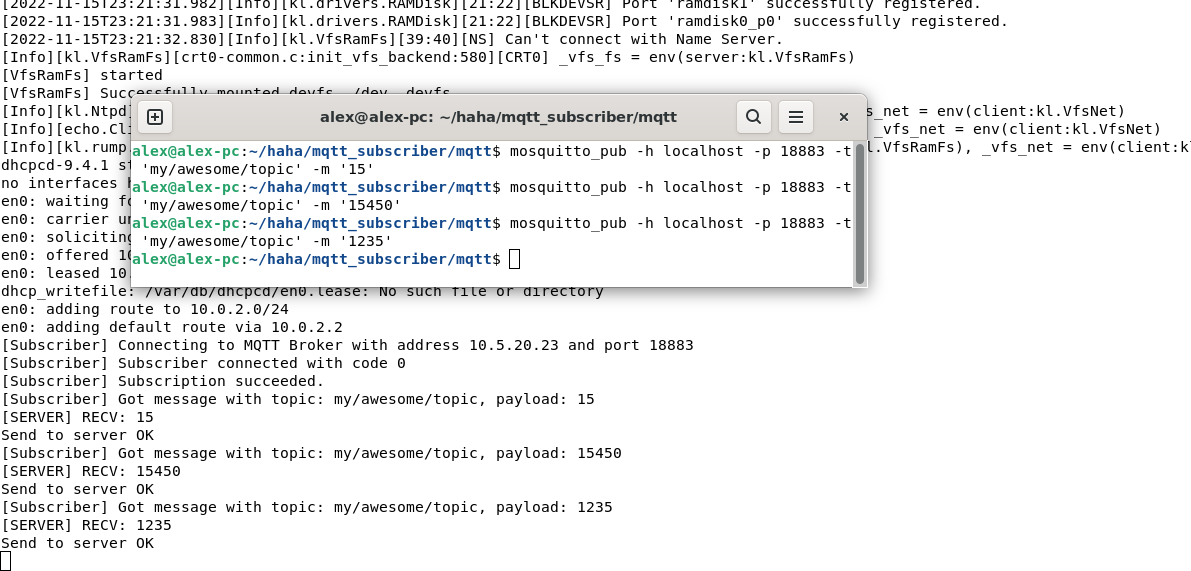 [2022-11-15T23:21:31.982][Info][kl.drivers.RAMDisk][21:22][BLKDEVSR] Port 'ramdisk1' successfully registered.
[2022-11-15T23:21:31.983][Info][kl.drivers.RAMDisk][21:22][BLKDEVSR] Port 'ramdisk0_p0' successfully registered.
[2022-11-15T23:21:32.830][Info][kl.VfsRamFs][39:40][NS] Can't connect with Name Server.
[Info][kl.VfsRamFs][crt0-common.c:init_vfs_backend:580][CRT0] _vfs_fs = env(server:kl.VfsRamFs)
[VfsRamFs] started
[VfsRamFs] Successfully mounted devfs, /dev, devfs
[Info][kl.Ntpd] s_net = env(client:kl.VfsNet)
[Info][echo.Cli _vfs_net = env(client:kl.VfsNet)
[Info][kl.rump l.VfsRamFs), _vfs_net = env(client:kl
dhcpcd-9.4.1 st
no interfaces h
en0: waiting fo
en0: carrier un
en0: soliciting
en0: offered 10
en0: leased 10.
alex@alex-pc: ~/haha/mqtt_subscriber/mqtt
alex@alex-pc:~/haha/mqtt_subscriber/mqtt$ mosquitto_pub -h localhost -p 18883 -t
'my/awesome/topic' -m '15'
alex@alex-pc:~/haha/mqtt_subscriber/mqtt$ mosquitto_pub -h localhost -p 18883 -t
'my/awesome/topic' -m '15450'
alex@alex-pc:~/haha/mqtt_subscriber/mqtt$ mosquitto_pub -h localhost -p 18883 -t
'my/awesome/topic' -m '1235'
alex@alex-pc:~/haha/mqtt_subscriber/mqtt$
dhcp_writefile: /var/db/dhcpcd/en0.lease: No such file or directory
en0: adding route to 10.0.2.0/24
en0: adding default route via 10.0.2.2
[Subscriber] Connecting to MQTT Broker with address 10.5.20.23 and port 18883
[Subscriber] Subscriber connected with code 0
[Subscriber] Subscription succeeded.
[Subscriber] Got message with topic: my/awesome/topic, payload: 15
[SERVER] RECV: 15
Send to server OK
[Subscriber] Got message with topic: my/awesome/topic, payload: 15450
[SERVER] RECV: 15450
Send to server OK
[Subscriber] Got message with topic: my/awesome/topic, payload: 1235
[SERVER] RECV: 1235
Send to server OK